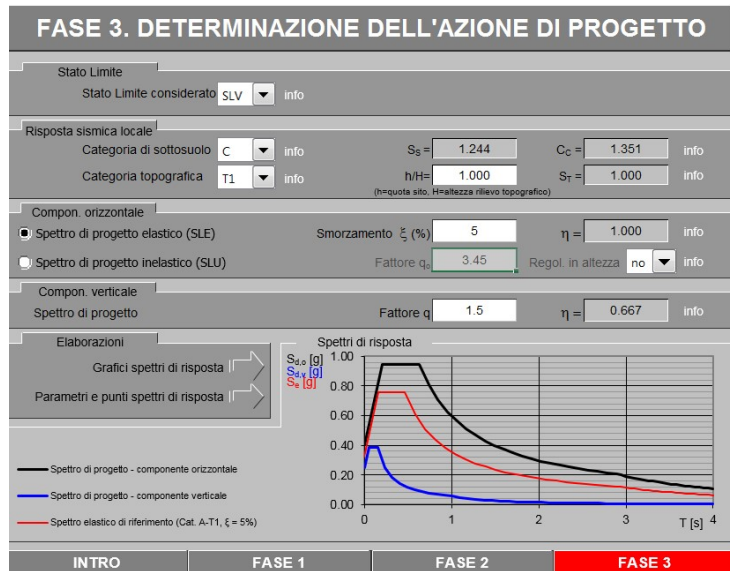 FASE 3. DETERMINAZIONE DELL'AZIONE DI PROGETTO
Stato Limite
Stato Limite considerato SLV info
Risposta sismica locale
Categoria di sottosuolo C info
S_S = 1.244 C_C = 1.351 info
Categoria topografica T1 info
h/H= 1.000 S_T = 1.000 info
(h=quota sito, H=altezza rilievo topografico)
Compon. orizzontale
Spettro di progetto elastico (SLE) Smorzamento ξ (%) 5 η = 1.000 info
Spettro di progetto inelastico (SLU) Fattore q₀ 3.45 Regol. in altezza no info
Compon. verticale
Spettro di progetto Fattore q 1.5 η = 0.667 info
Elaborazioni
Grafici spettri di risposta
Parametri e punti spettri di risposta
Spettri di risposta
S_d,o [g]
S_d,v [g]
S_e [g]
1.00
0.80
0.60
0.40
0.20
0.00
0 1 2 3 T [s] 4
Spettro di progetto - componente orizzontale
Spettro di progetto - componente verticale
Spettro elastico di riferimento (Cat. A-T1, ξ = 5%)
INTRO FASE 1 FASE 2 FASE 3